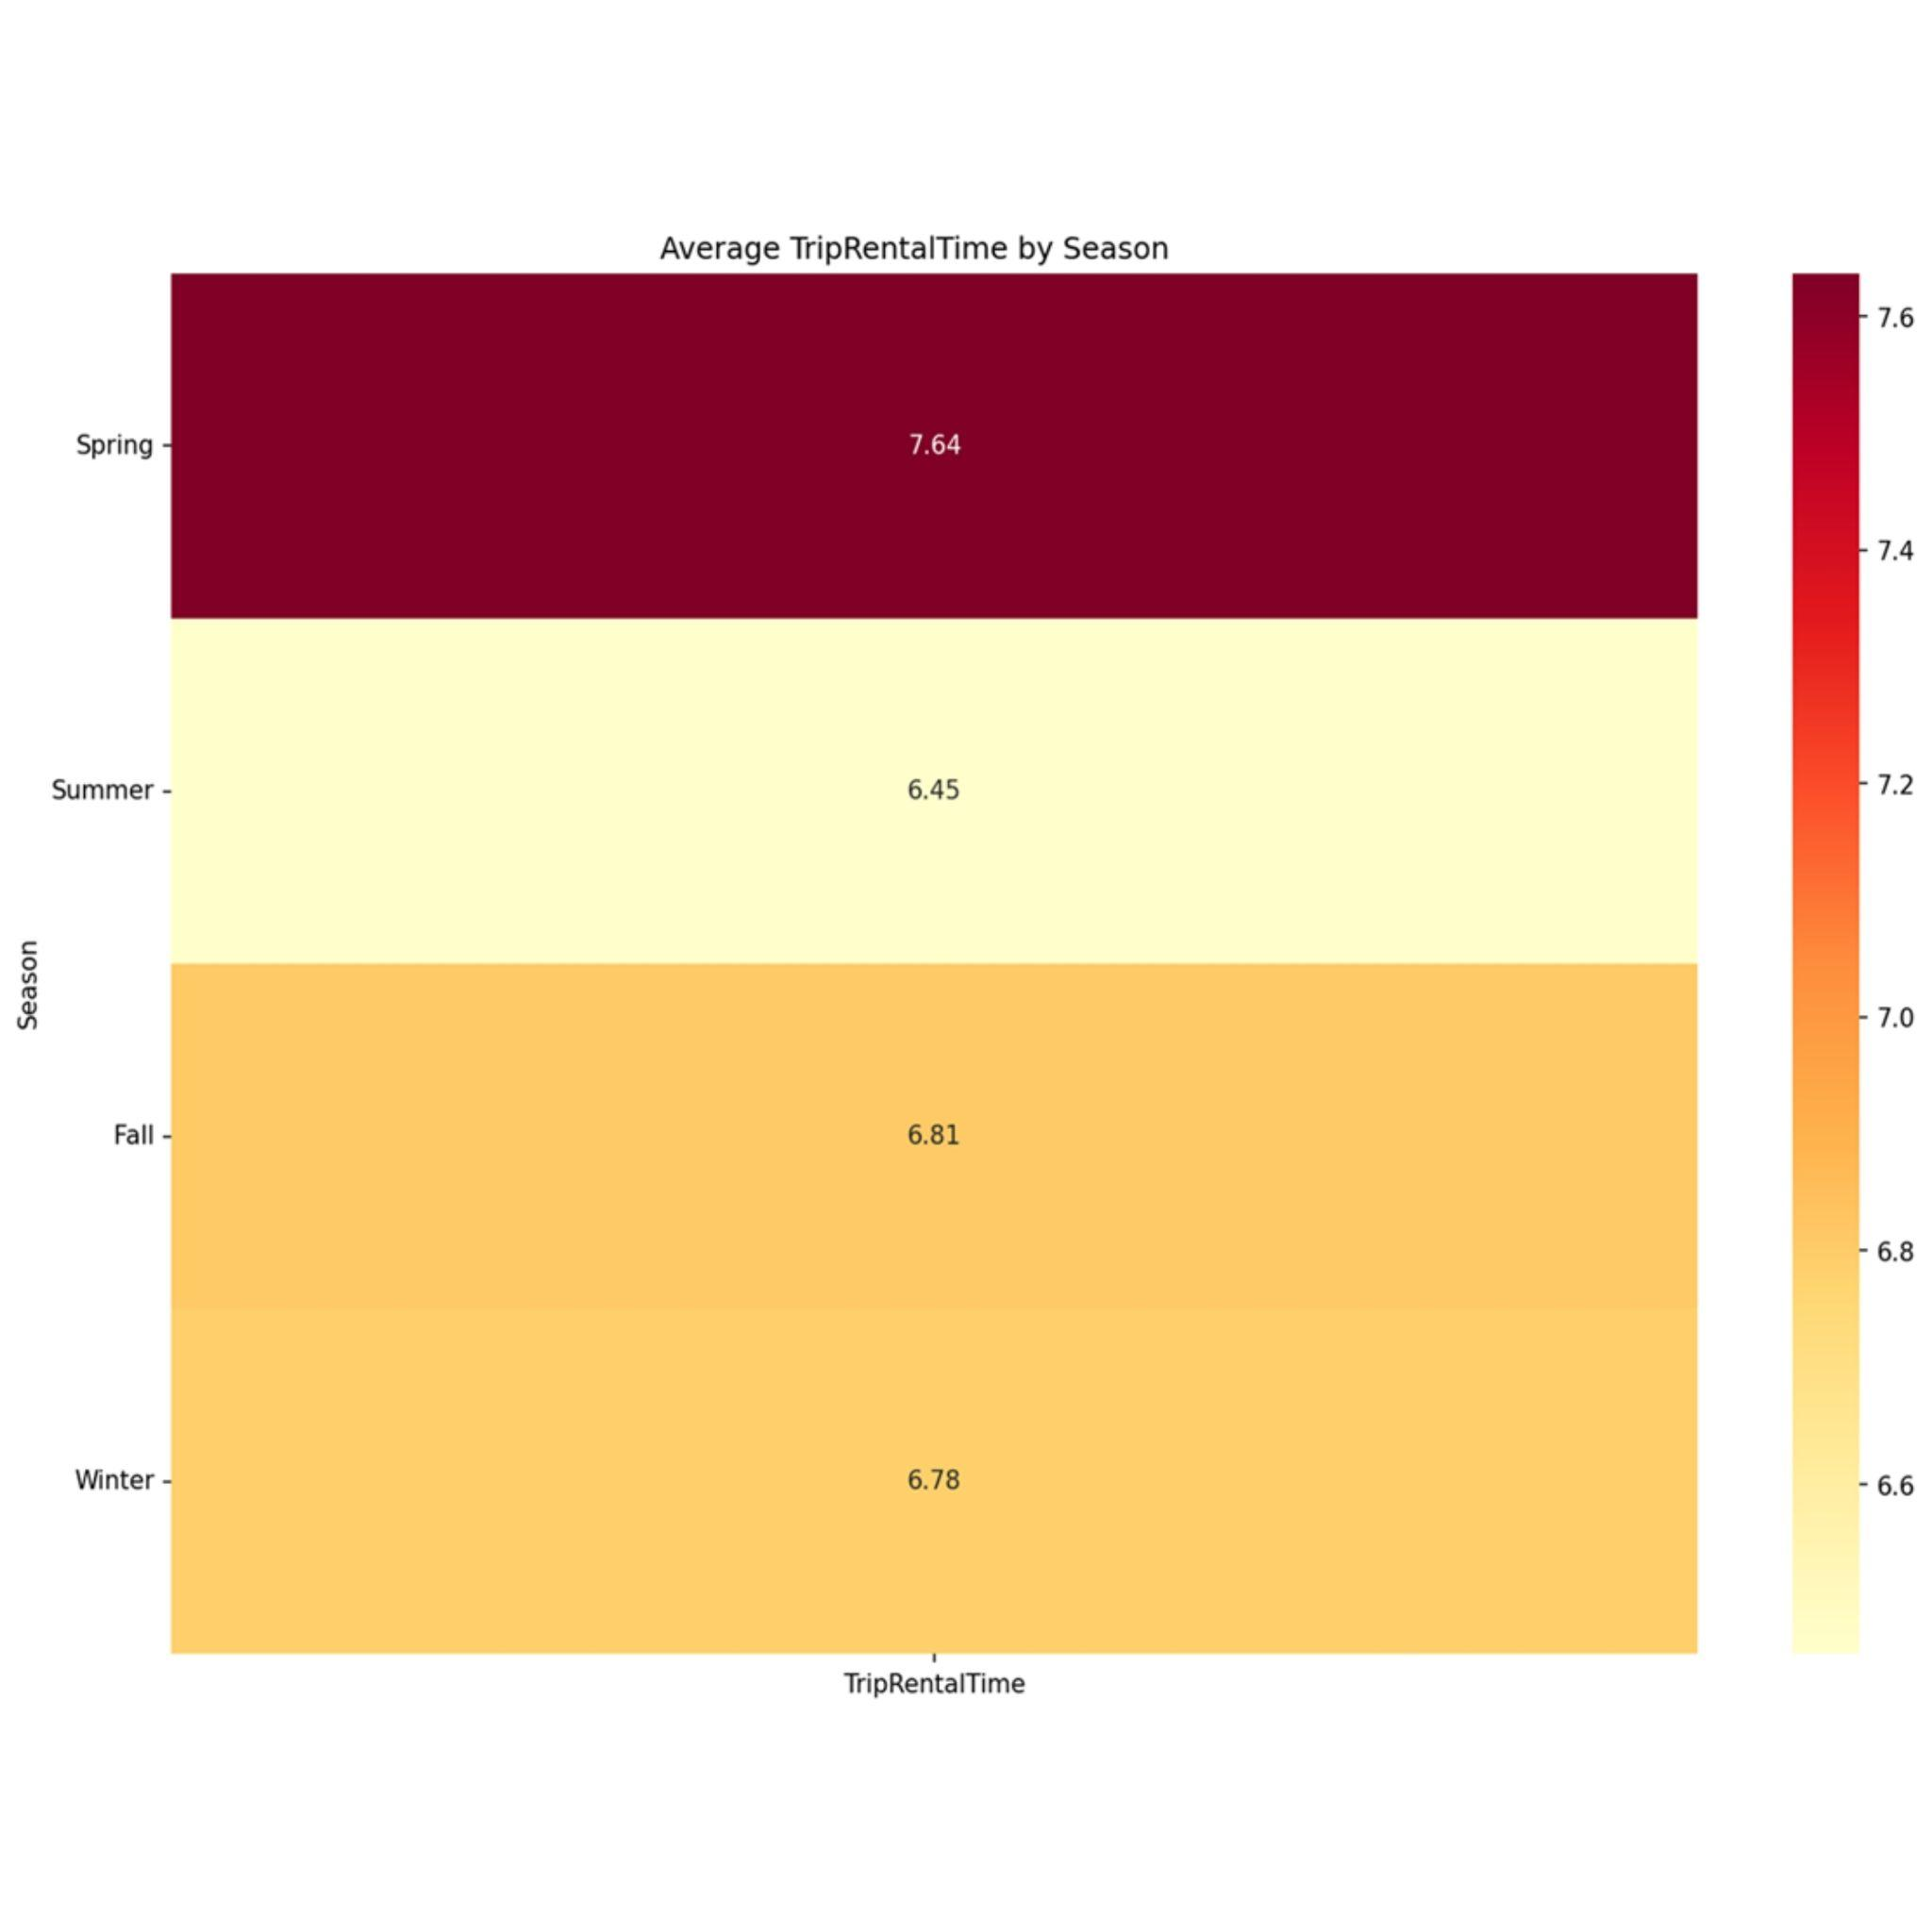 Average TripRentalTime by Season
Season
Spring
7.64
Summer
6.45
Fall
6.81
Winter
6.78
TripRentalTime
7.6
7.4
7.2
7.0
6.8
6.6